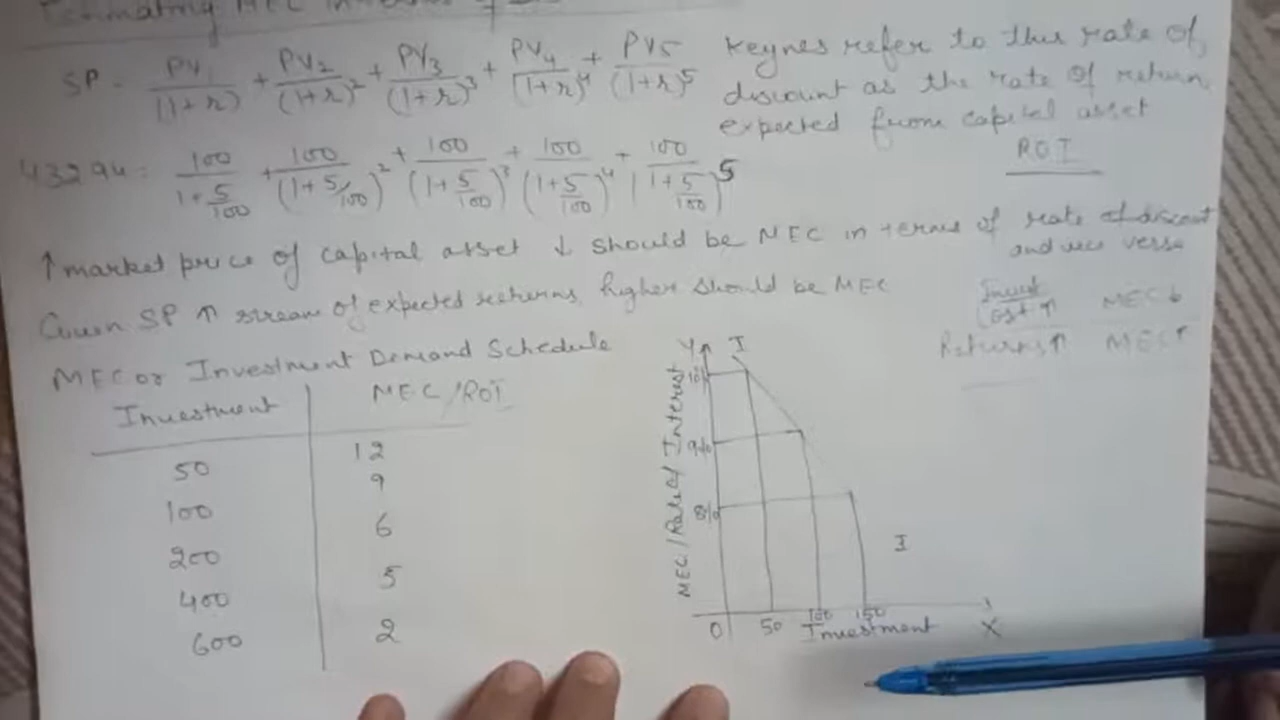 Estimating MEC
SP = PV1/(1+r) + PV2/(1+r)^2 + PV3/(1+r)^3 + PV4/(1+r)^4 + PV5/(1+r)^5
Keynes refer to this rate of
discount as the rate of return
expected from capital asset
ROI
43294 = 100/1+5/100 + 100/(1+5/100)^2 + 100/(1+5/100)^3 + 100/(1+5/100)^4 + 100/(1+5/100)^5
↑ market price of capital asset ↓ should be MEC in terms of rate of discount
and vice versa
Given SP ↑ stream of expected returns higher should be MEC
Invest
Cost ↑ MEC ↓
Returns ↑ MEC ↑
MEC or Investment Demand Schedule
Investment MEC/ROI
50 12
100 9
200 6
400 5
600 2
Y
I
MEC/Rate of Interest
10%
9%
8%
I
0 50 100 150
Investment X